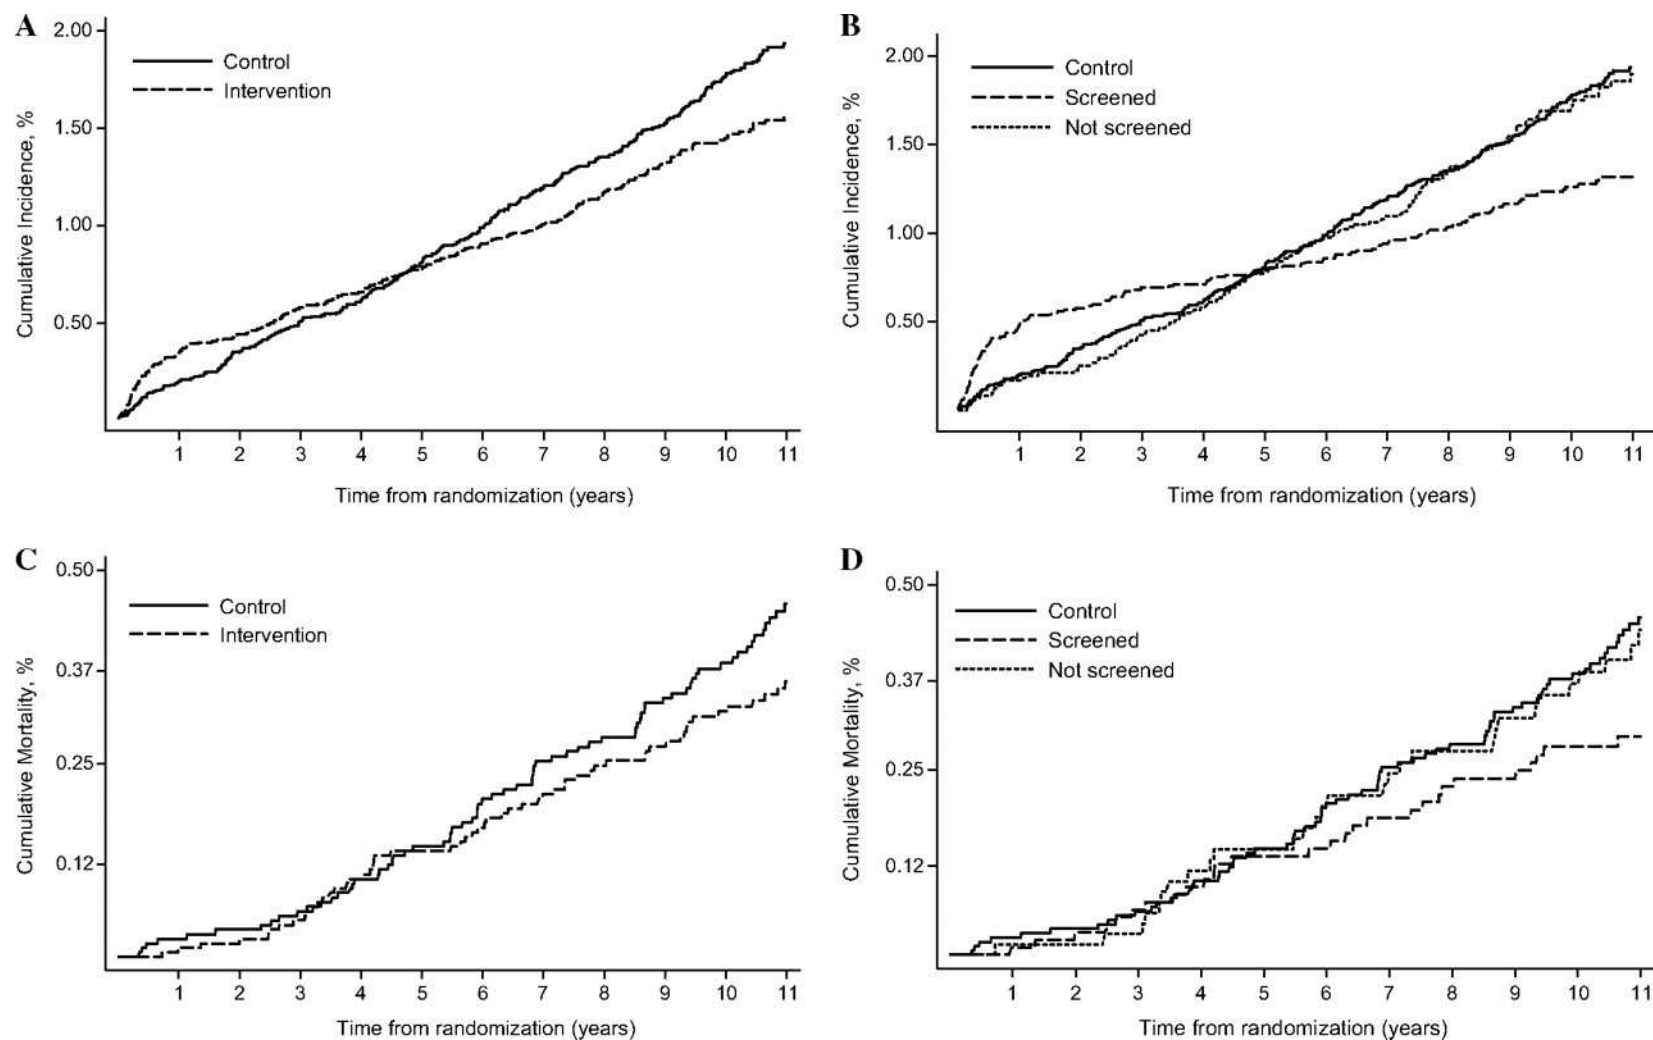 A
2.00
1.50
1.00
0.50
Cumulative Incidence, %
Control
Intervention
1 2 3 4 5 6 7 8 9 10 11
Time from randomization (years)
B
2.00
1.50
1.00
0.50
Cumulative Incidence, %
Control
Screened
Not screened
1 2 3 4 5 6 7 8 9 10 11
Time from randomization (years)
C
0.50
0.37
0.25
0.12
Cumulative Mortality, %
Control
Intervention
1 2 3 4 5 6 7 8 9 10 11
Time from randomization (years)
D
0.50
0.37
0.25
0.12
Cumulative Mortality, %
Control
Screened
Not screened
1 2 3 4 5 6 7 8 9 10 11
Time from randomization (years)